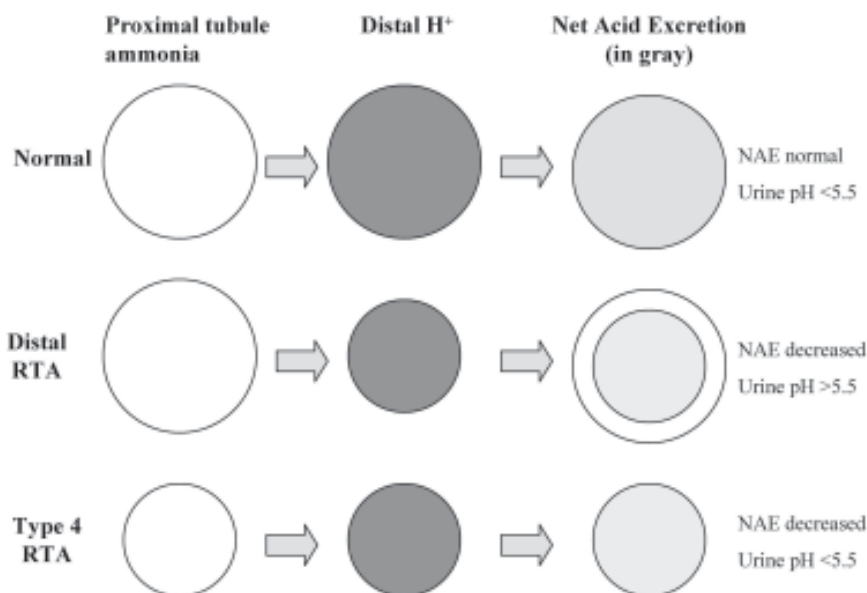 Proximal tubule
ammonia
Distal H⁺
Net Acid Excretion
(in gray)
Normal
NAE normal
Urine pH <5.5
Distal
RTA
NAE decreased
Urine pH >5.5
Type 4
RTA
NAE decreased
Urine pH <5.5